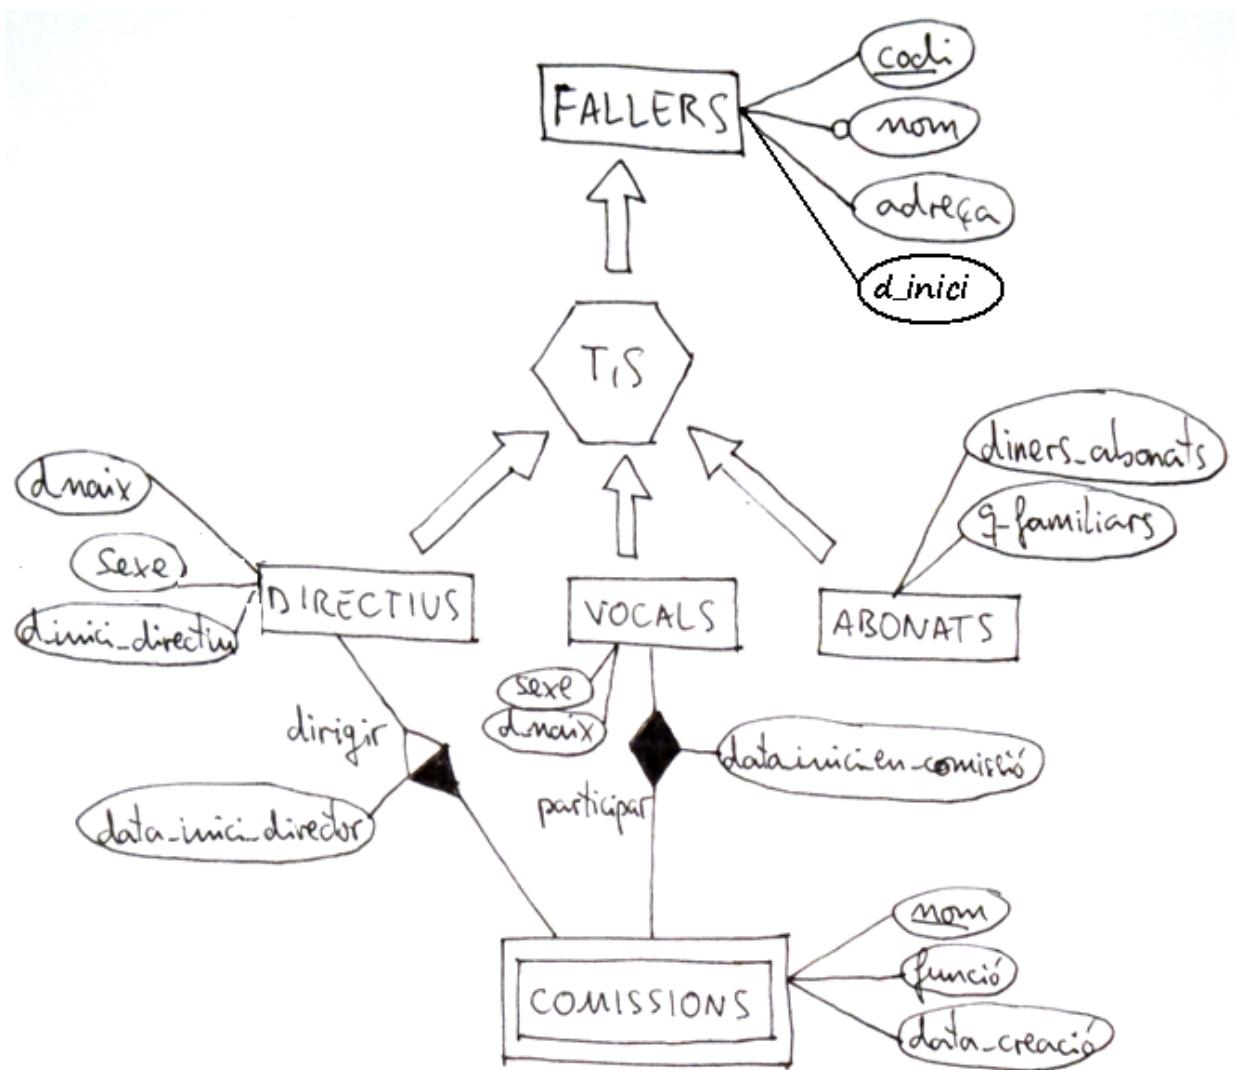 FALLERS
codi
nom
adreça
d_inici
T,S
diners_abonats
q_familiars
d_naix
sexe
d_inici_directiu
DIRECTIUS
VOCALS
ABONATS
sexe
d_naix
dirigir
data_inici_en_comissió
participar
data_inici_director
nom
funció
data_creació
COMISSIONS